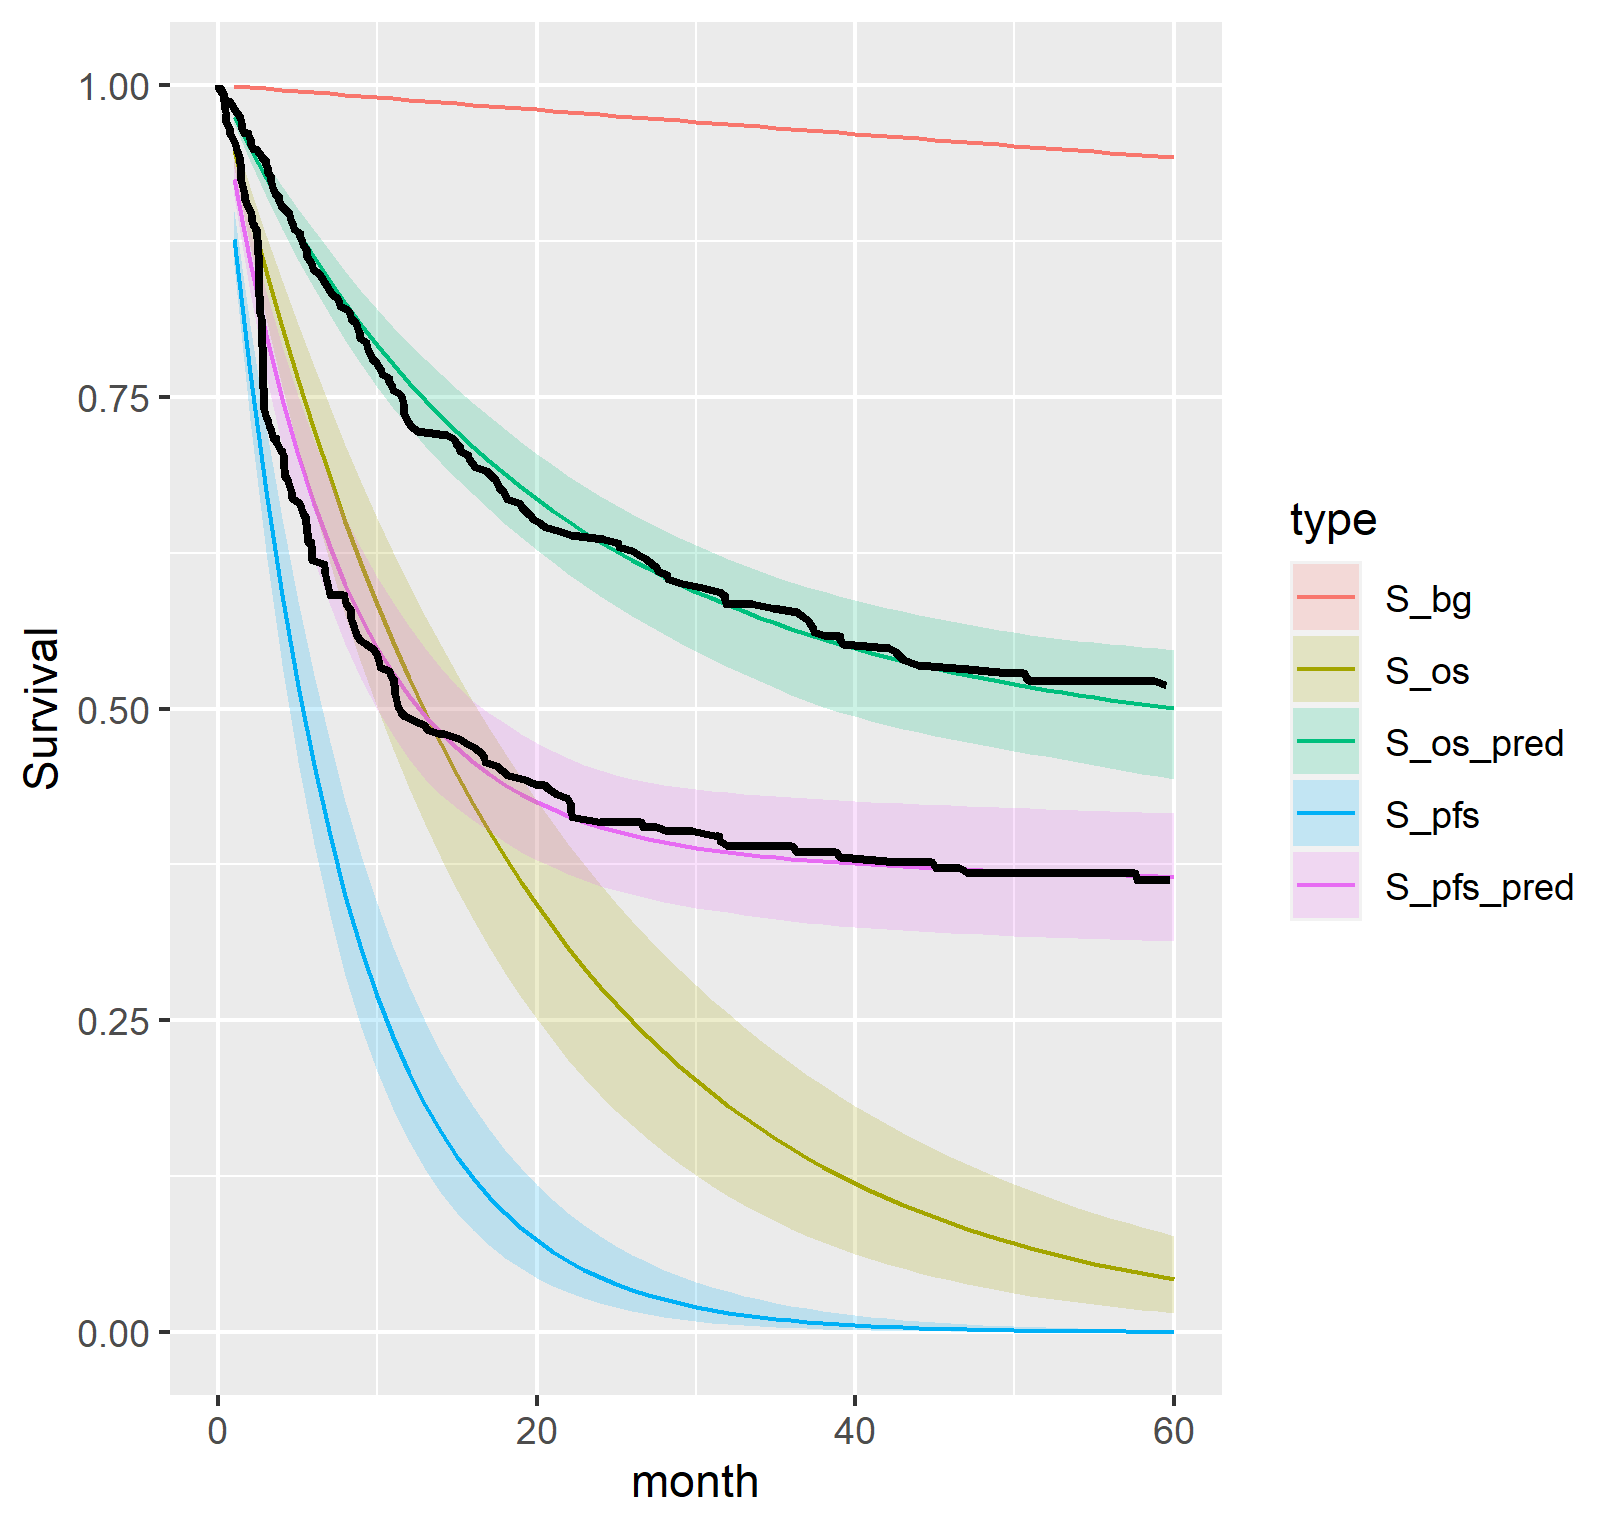 1.00
0.75
0.50
0.25
0.00
Survival
0
20
40
60
month
type
S_bg
S_os
S_os_pred
S_pfs
S_pfs_pred